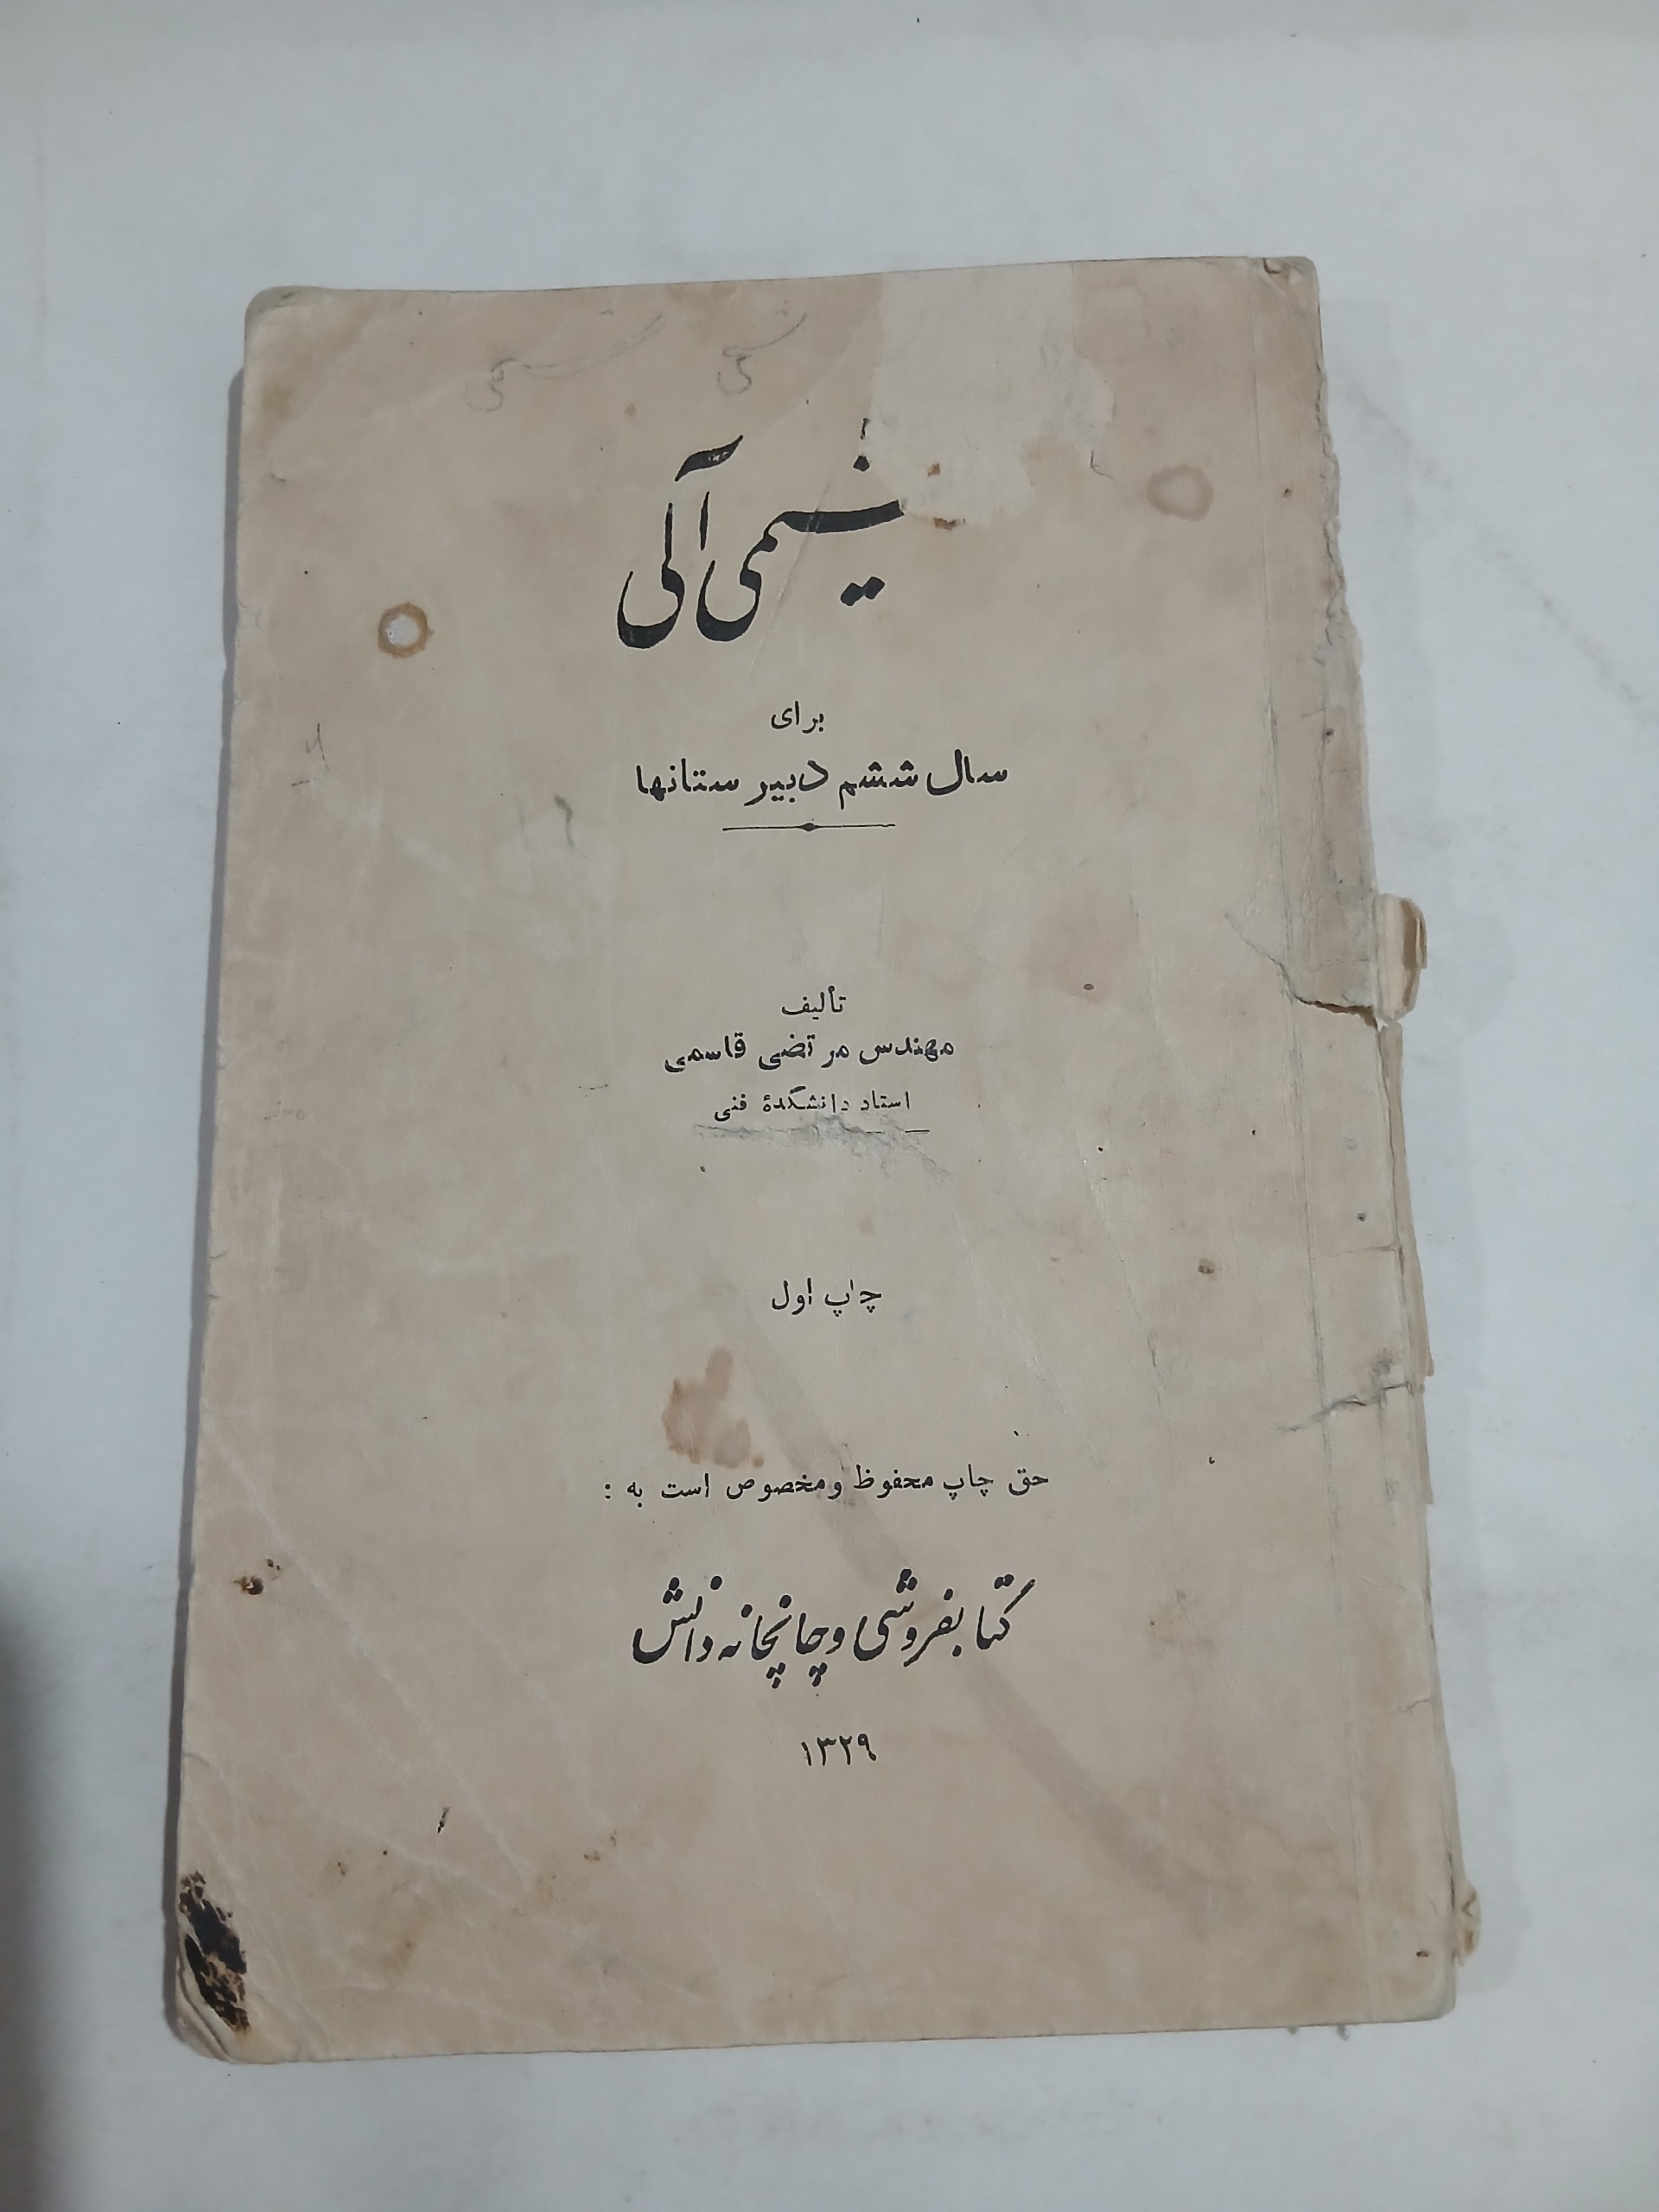 شیمی آلی
برای
سال ششم دبیرستانها
تألیف
مهندس مرتضی قاسمی
استاد دانشکدهٔ فنی
چاپ اول
حق چاپ محفوظ و مخصوص است به :
کتابفروشی و چاپخانه دانش
۱۳۲۹